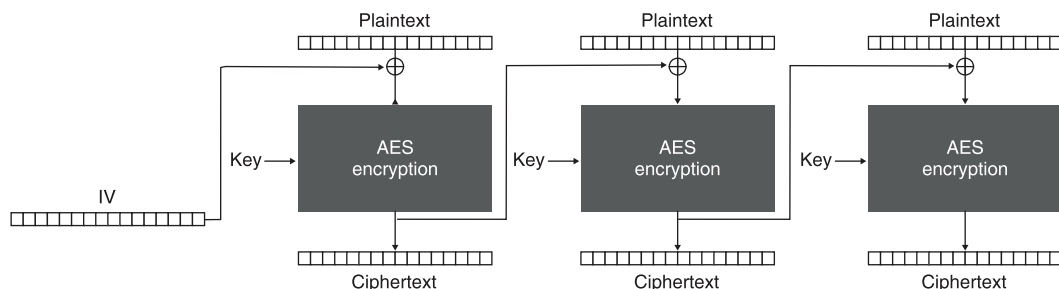 Plaintext
Plaintext
Plaintext
AES
encryption
AES
encryption
AES
encryption
Key
Key
Key
IV
Ciphertext
Ciphertext
Ciphertext